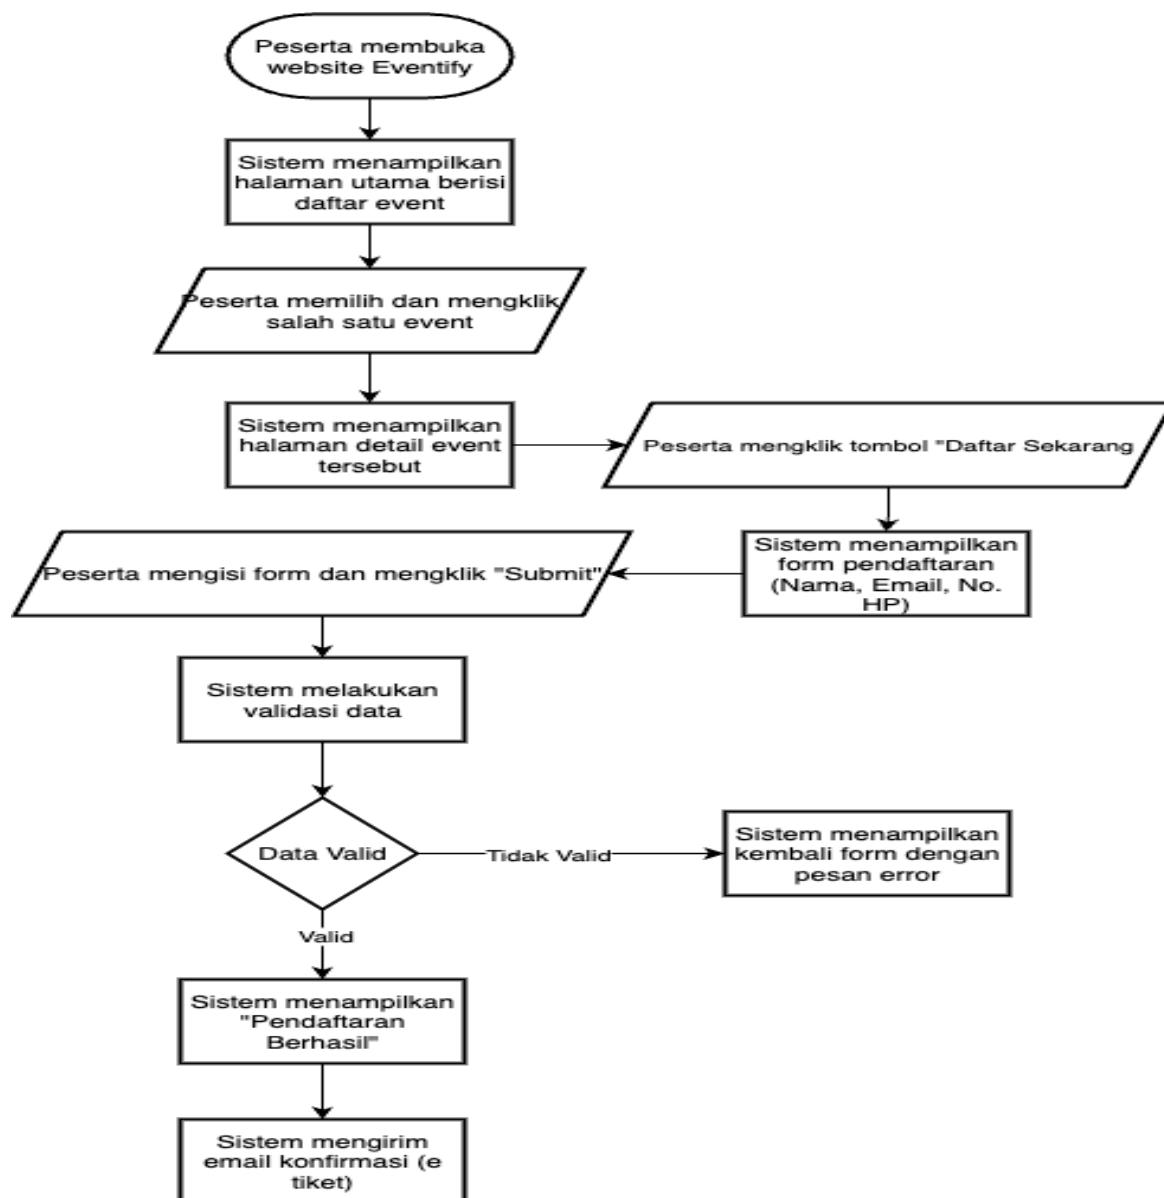 Peserta membuka
website Eventify
Sistem menampilkan
halaman utama berisi
daftar event
Peserta memilih dan mengklik
salah satu event
Sistem menampilkan
halaman detail event
tersebut
Peserta mengklik tombol "Daftar Sekarang
Sistem menampilkan
form pendaftaran
(Nama, Email, No.
HP)
Peserta mengisi form dan mengklik "Submit"
Sistem melakukan
validasi data
Data Valid
Tidak Valid
Sistem menampilkan
kembali form dengan
pesan error
Valid
Sistem menampilkan
"Pendaftaran
Berhasil"
Sistem mengirim
email konfirmasi (e
tiket)